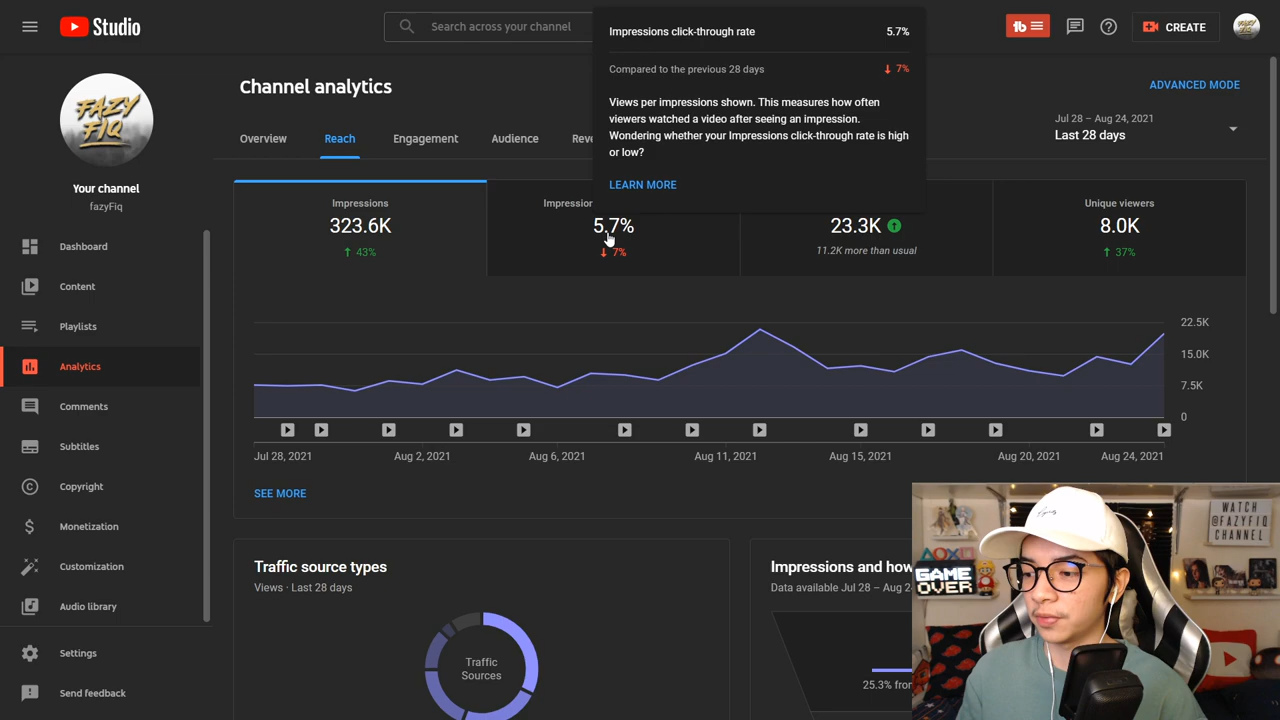 Studio
Search across your channel
CREATE
FAZY
FIQ
Your channel
fazyFiq
Dashboard
Content
Playlists
Analytics
Comments
Subtitles
Copyright
Monetization
Customization
Audio library
Settings
Send feedback
Channel analytics
ADVANCED MODE
Overview
Reach
Engagement
Audience
Reve
Jul 28 – Aug 24, 2021
Last 28 days
Impressions click-through rate
5.7%
Compared to the previous 28 days
7%
Views per impressions shown. This measures how often
viewers watched a video after seeing an impression.
Wondering whether your Impressions click-through rate is high
or low?
LEARN MORE
Impressions
323.6K
43%
Impression
5.7%
7%
23.3K
11.2K more than usual
Unique viewers
8.0K
37%
22.5K
15.0K
7.5K
0
Jul 28, 2021
Aug 2, 2021
Aug 6, 2021
Aug 11, 2021
Aug 15, 2021
Aug 20, 2021
Aug 24, 2021
SEE MORE
Traffic source types
Views · Last 28 days
Traffic
Sources
Impressions and how
Data available Jul 28 – Aug 2
25.3% fro
WATCH
@FAZYFIQ
CHANNEL
GAME
OVER